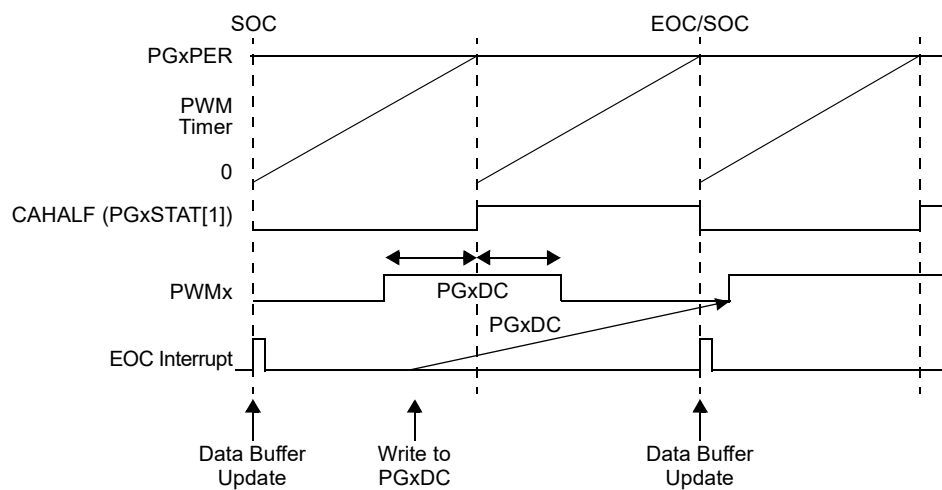 SOC
EOC/SOC
PGxPER
PWM
Timer
0
CAHALF (PGxSTAT[1])
PWMx
PGxDC
PGxDC
EOC Interrupt
Data Buffer
Update
Write to
PGxDC
Data Buffer
Update